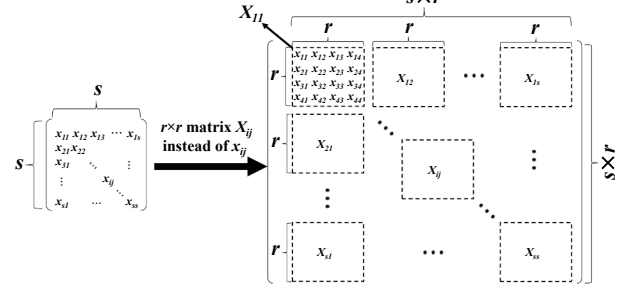 s×r
X₁₁
r r r
r x₁₁ x₁₂ x₁₃ x₁₄
x₂₁ x₂₂ x₂₃ x₂₄
x₃₁ x₃₂ x₃₃ x₃₄
x₄₁ x₄₂ x₄₃ x₄₄
X₁₂ ⋯ X₁ₛ
s
s
x₁₁ x₁₂ x₁₃ ⋯ x₁ₛ
x₂₁ x₂₂
x₃₁ ⋱ ⋮
⋮ xᵢⱼ
xₛ₁ ⋯ xₛₛ
r×r matrix Xᵢⱼ
instead of xᵢⱼ
r X₂₁ ⋱ Xᵢⱼ ⋮
⋮ ⋱
r Xₛ₁ ⋯ Xₛₛ
s×r